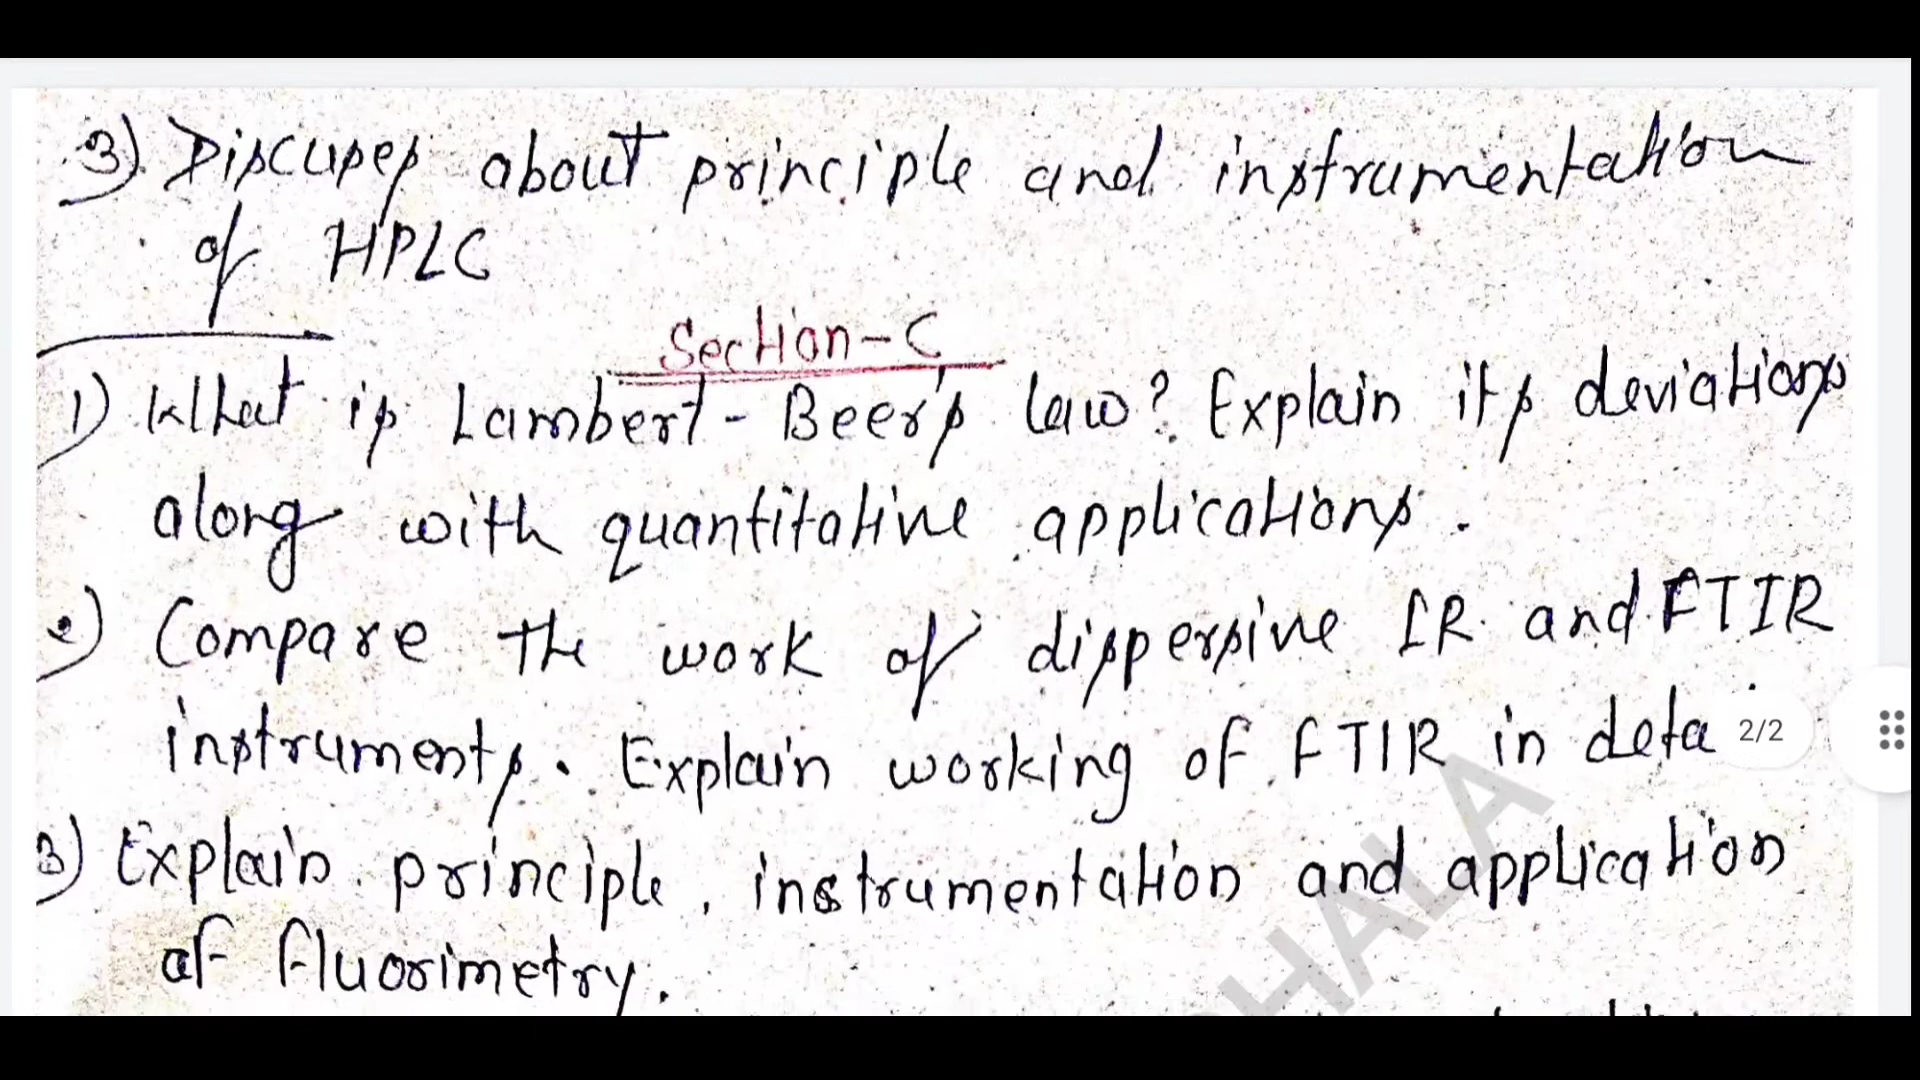 3) Discuses about principle and instrumentation
of HPLC
Section-C
1) What is Lambert-Beer's law? Explain its deviations
along with quantitative applications.
2) Compare the work of dispersive IR and FTIR
instruments. Explain working of FTIR in deta
2/2
3) Explain principle, instrumentation and application
of fluorimetry.
HALA